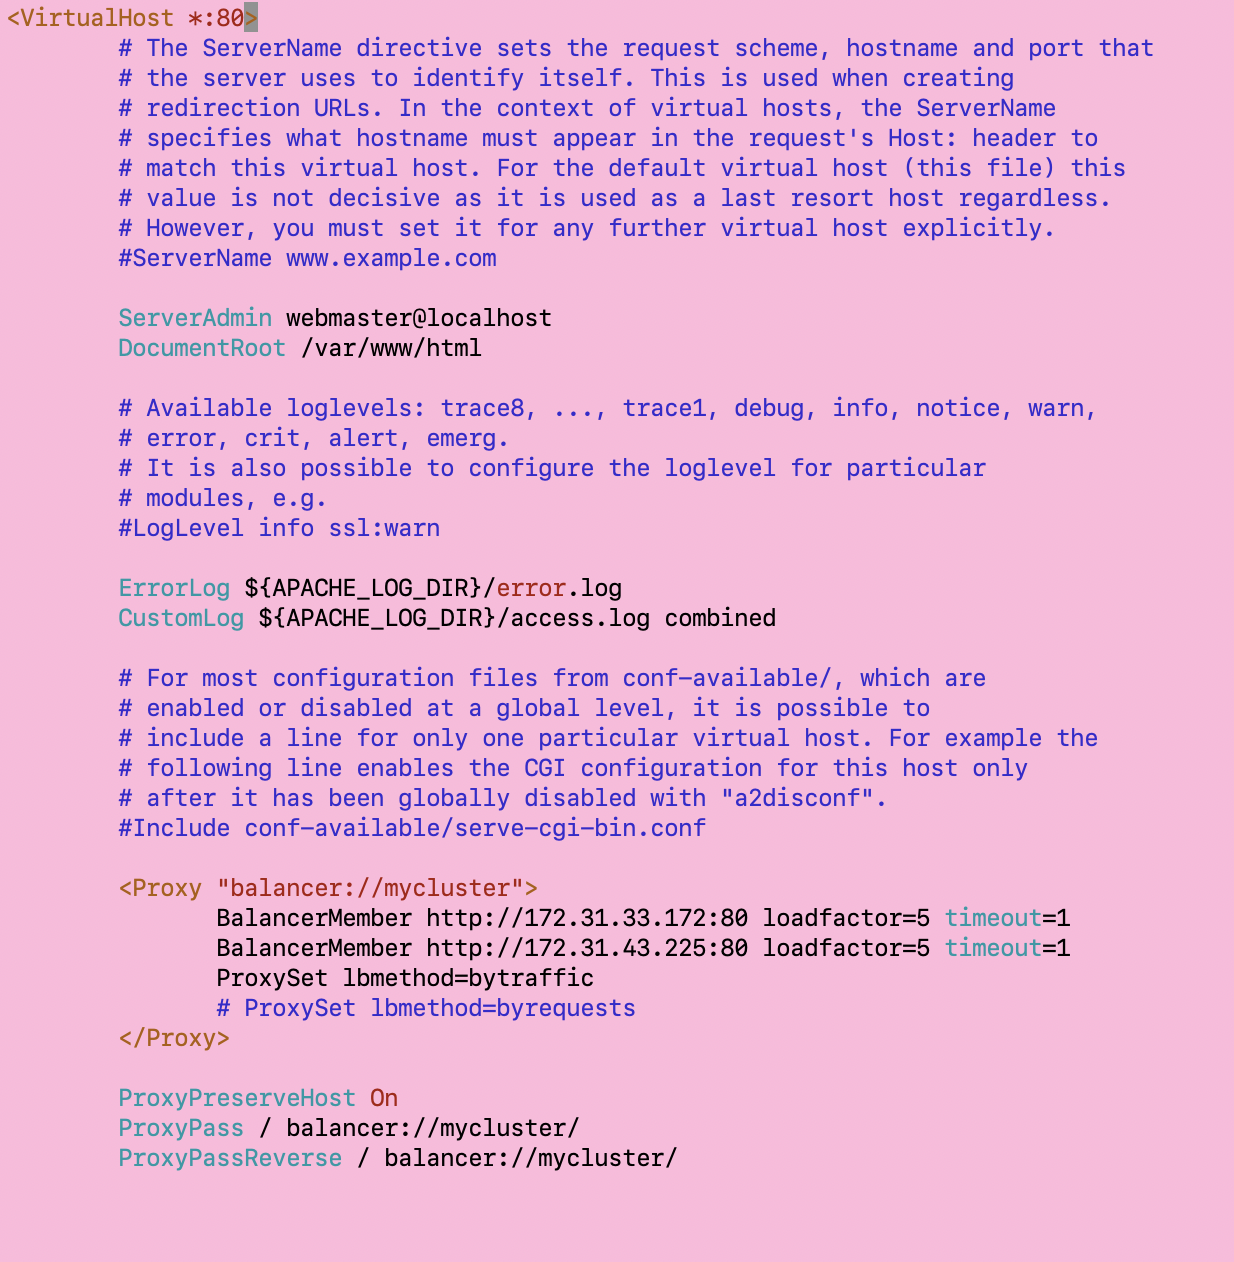 <VirtualHost *:80>
# The ServerName directive sets the request scheme, hostname and port that
# the server uses to identify itself. This is used when creating
# redirection URLs. In the context of virtual hosts, the ServerName
# specifies what hostname must appear in the request's Host: header to
# match this virtual host. For the default virtual host (this file) this
# value is not decisive as it is used as a last resort host regardless.
# However, you must set it for any further virtual host explicitly.
#ServerName www.example.com
ServerAdmin webmaster@localhost
DocumentRoot /var/www/html
# Available loglevels: trace8, ..., trace1, debug, info, notice, warn,
# error, crit, alert, emerg.
# It is also possible to configure the loglevel for particular
# modules, e.g.
#LogLevel info ssl:warn
ErrorLog ${APACHE_LOG_DIR}/error.log
CustomLog ${APACHE_LOG_DIR}/access.log combined
# For most configuration files from conf-available/, which are
# enabled or disabled at a global level, it is possible to
# include a line for only one particular virtual host. For example the
# following line enables the CGI configuration for this host only
# after it has been globally disabled with "a2disconf".
#Include conf-available/serve-cgi-bin.conf
<Proxy "balancer://mycluster">
BalancerMember http://172.31.33.172:80 loadfactor=5 timeout=1
BalancerMember http://172.31.43.225:80 loadfactor=5 timeout=1
ProxySet lbmethod=bytraffic
# ProxySet lbmethod=byrequests
</Proxy>
ProxyPreserveHost On
ProxyPass / balancer://mycluster/
ProxyPassReverse / balancer://mycluster/